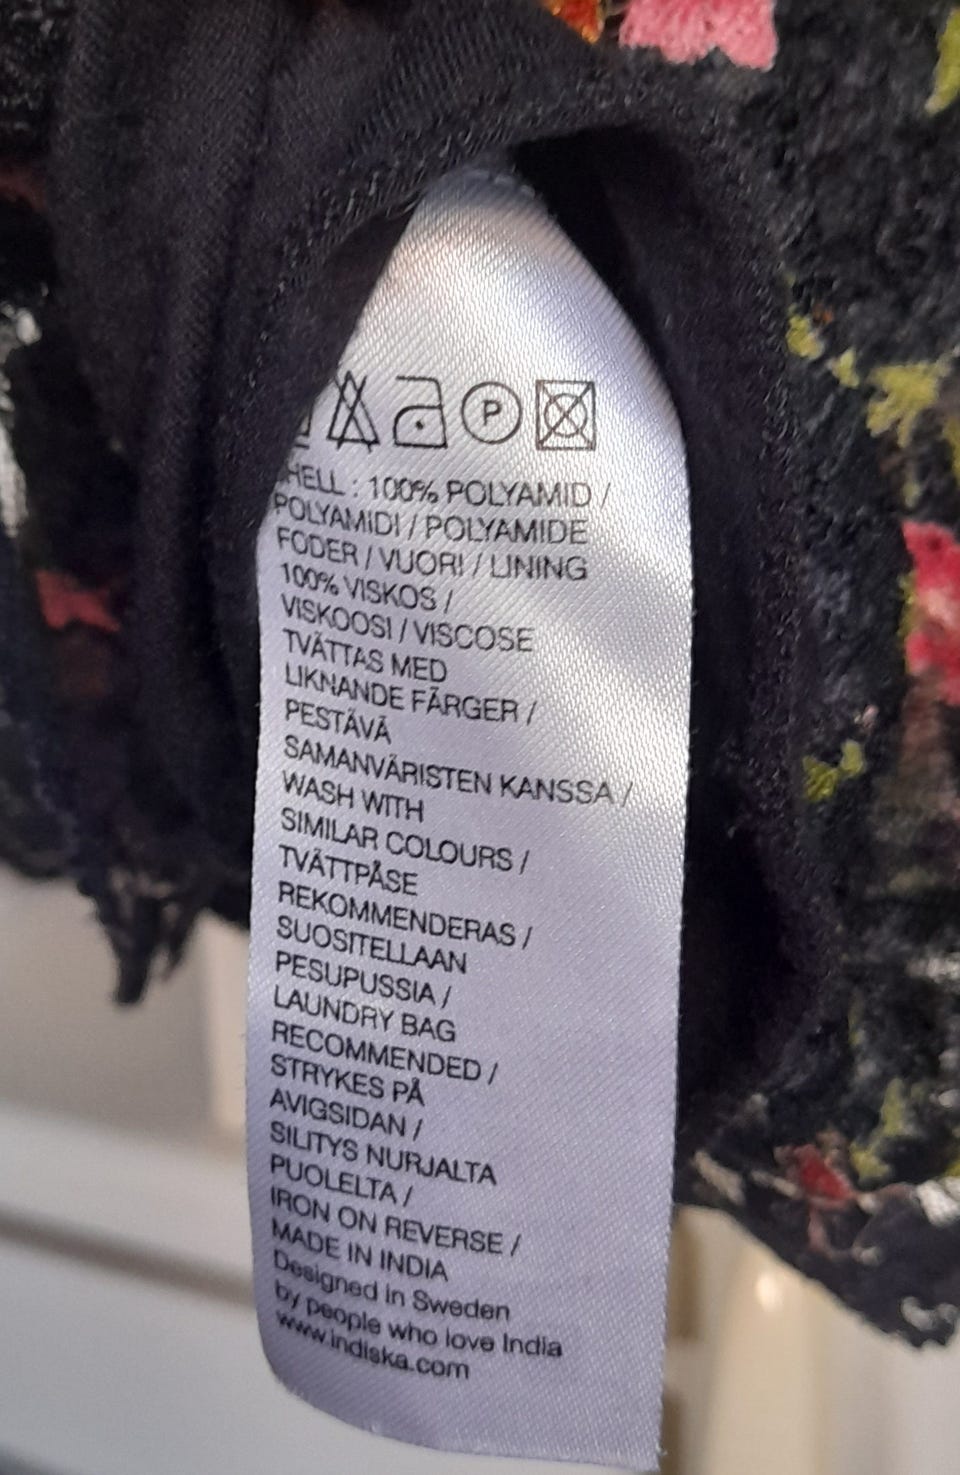 P
HELL : 100% POLYAMID /
POLYAMIDI / POLYAMIDE
FODER / VUORI / LINING
100% VISKOS /
VISKOOSI / VISCOSE
TVÄTTAS MED
LIKNANDE FÄRGER /
PESTÄVÄ
SAMANVÄRISTEN KANSSA /
WASH WITH
SIMILAR COLOURS /
TVÄTTPÅSE
REKOMMENDERAS /
SUOSITELLAAN
PESUPUSSIA /
LAUNDRY BAG
RECOMMENDED /
STRYKES PÅ
AVIGSIDAN /
SILITYS NURJALTA
PUOLELTA /
IRON ON REVERSE /
MADE IN INDIA
Designed in Sweden
by people who love India
www.indiska.com